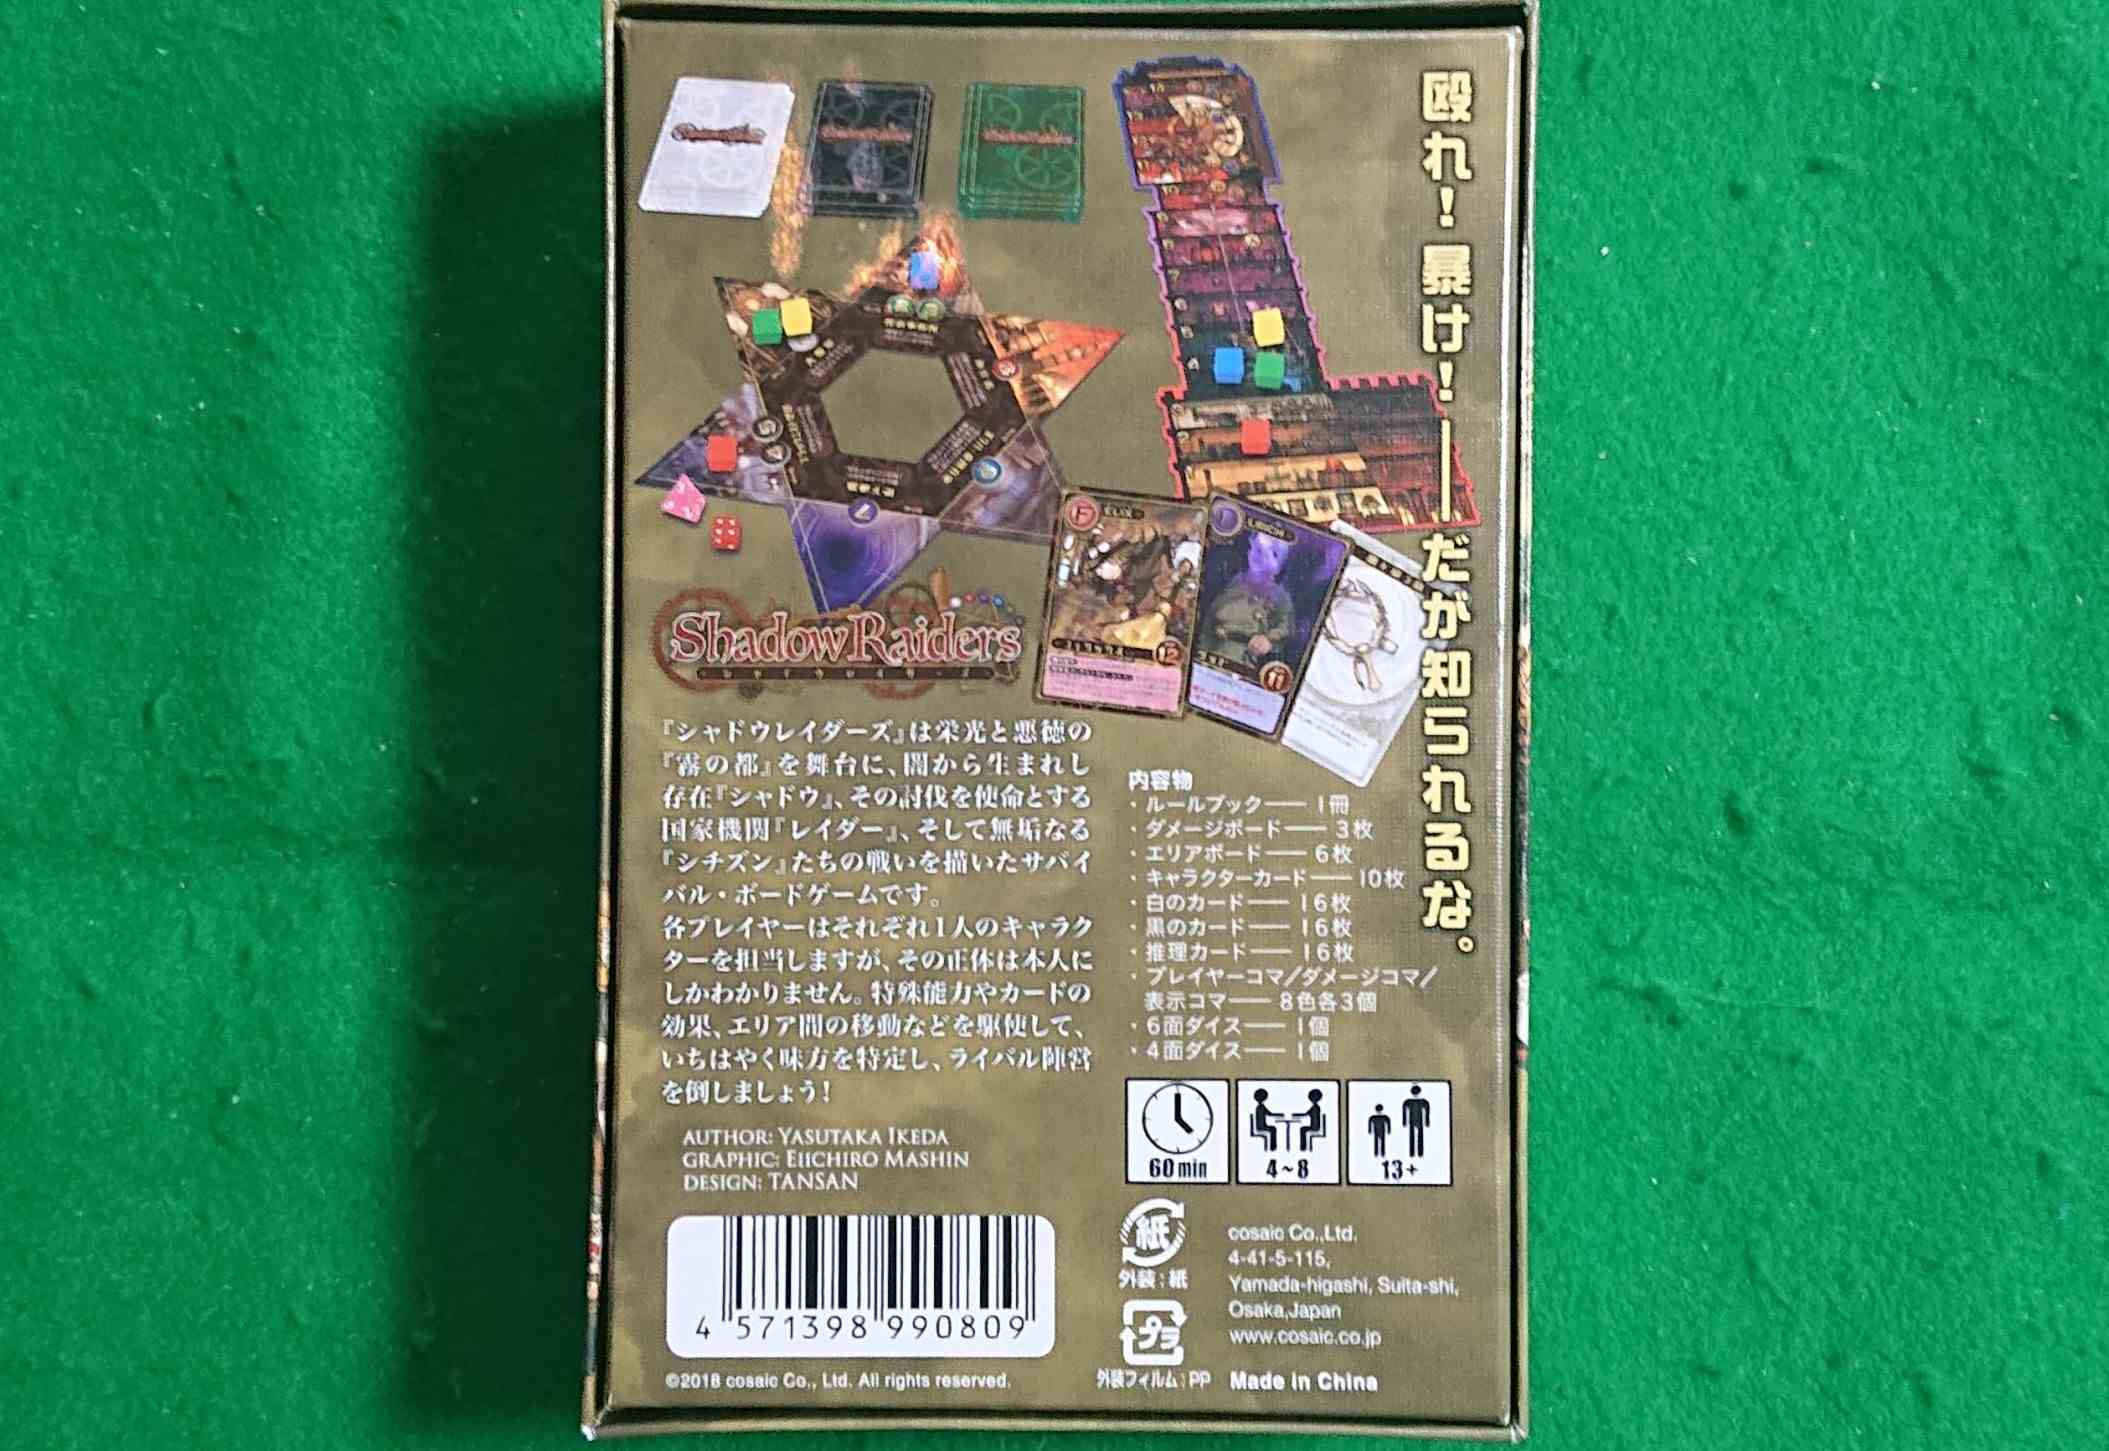 殴れ！暴け！――だが知られるな。
ShadowRaiders
シャドウレイダーズ
F
ELIX
12
11
『シャドウレイダーズ』は栄光と悪徳の
『霧の都』を舞台に、闇から生まれし
存在『シャドウ』、その討伐を使命とする
国家機関『レイダー』、そして無垢なる
『シチズン』たちの戦いを描いたサバイ
バル・ボードゲームです。
各プレイヤーはそれぞれ1人のキャラク
ターを担当しますが、その正体は本人に
しかわかりません。特殊能力やカードの
効果、エリア間の移動などを駆使して、
いちはやく味方を特定し、ライバル陣営
を倒しましょう！
AUTHOR: YASUTAKA IKEDA
GRAPHIC: EIICHIRO MASHIN
DESIGN: TANSAN
4 571398 990809
©2018 cosaic Co., Ltd. All rights reserved.
内容物
・ルールブック―― 1冊
・ダメージボード―― 3枚
・エリアボード―― 6枚
・キャラクターカード―― 10枚
・白のカード―― 16枚
・黒のカード―― 16枚
・推理カード―― 16枚
・プレイヤーコマ/ダメージコマ/
表示コマ―― 8色各3個
・6面ダイス―― 1個
・4面ダイス―― 1個
60min
4~8
13+
紙
外装：紙
プラ
外装フィルム：PP
cosaic Co.,Ltd.
4-41-5-115,
Yamada-higashi, Suita-shi,
Osaka,Japan
www.cosaic.co.jp
Made in China